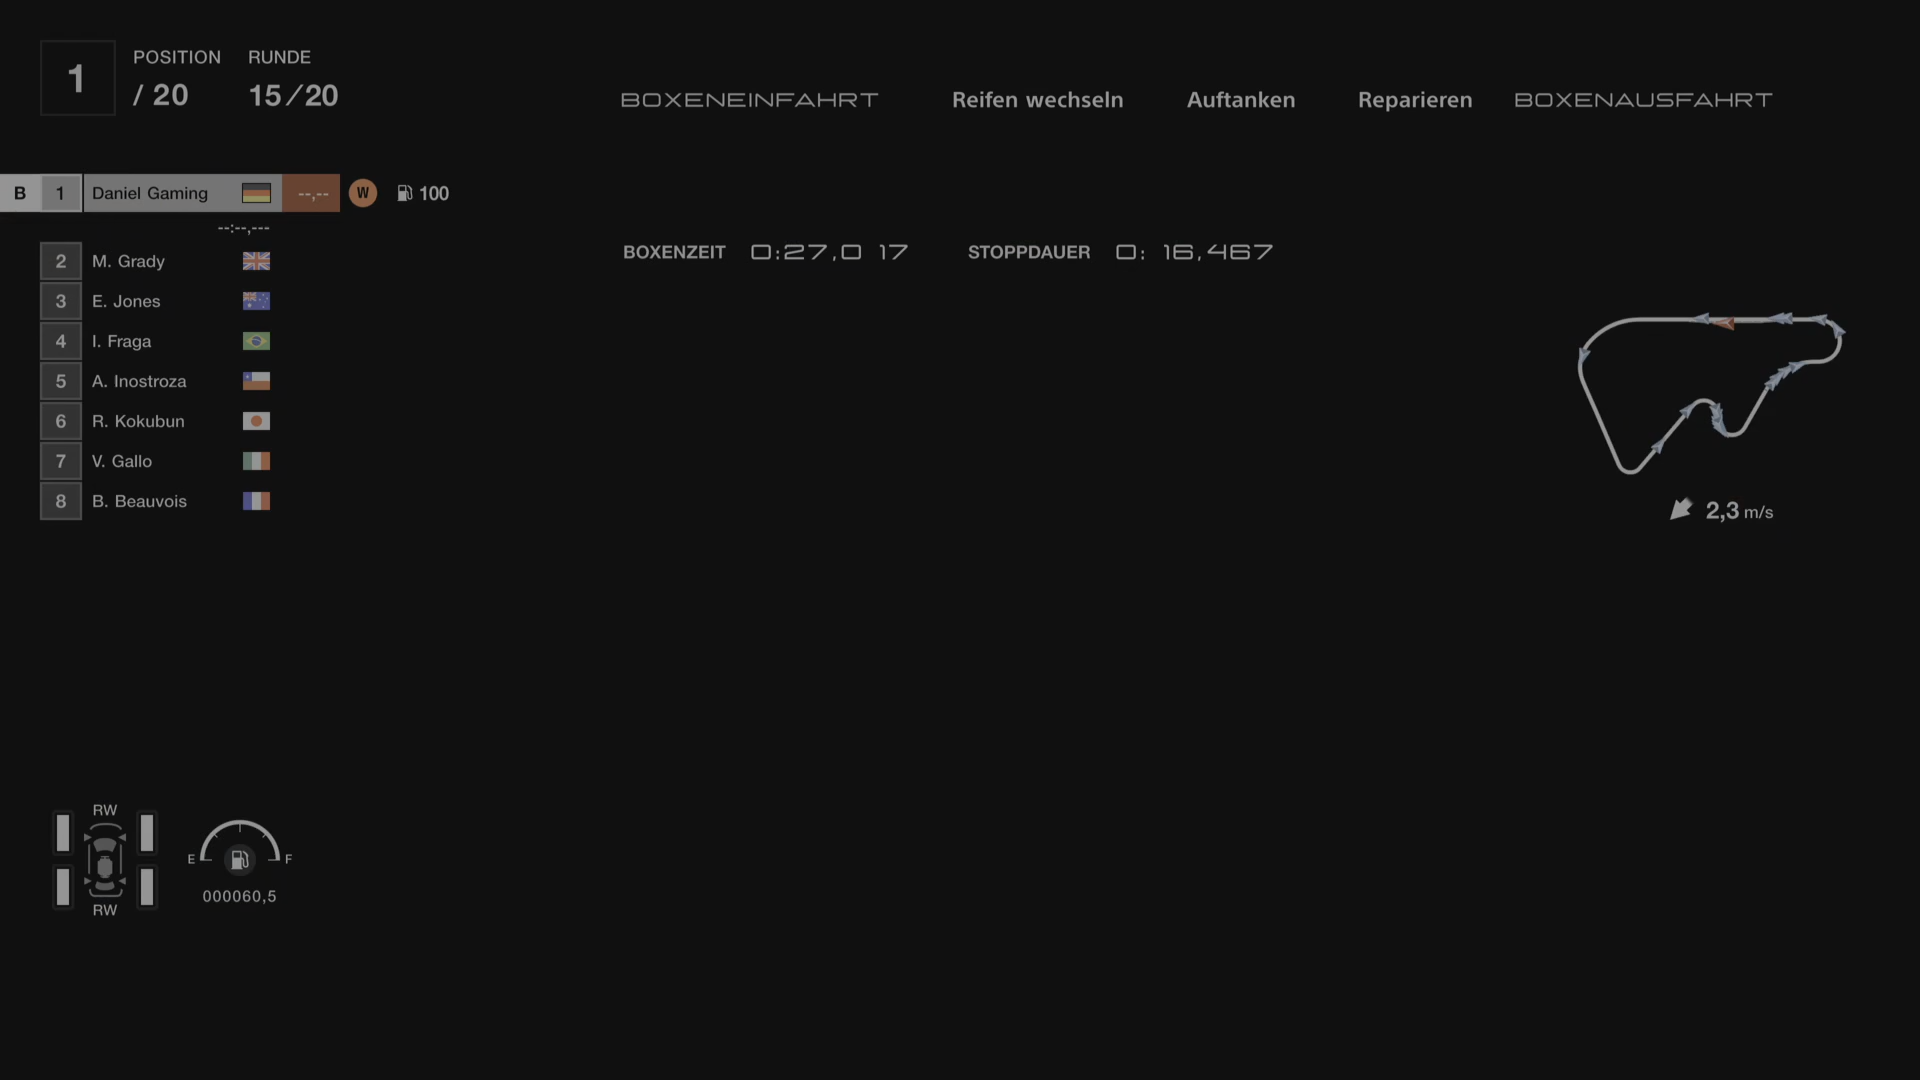 1
POSITION
/ 20
RUNDE
15/20
BOXENEINFAHRT
Reifen wechseln
Auftanken
Reparieren
BOXENAUSFAHRT
B 1 Daniel Gaming --,-- W 100
--:--,---
2 M. Grady
3 E. Jones
4 I. Fraga
5 A. Inostroza
6 R. Kokubun
7 V. Gallo
8 B. Beauvois
BOXENZEIT 0:27,017
STOPPDAUER 0:16,467
2,3 m/s
RW
RW
E F
000060,5